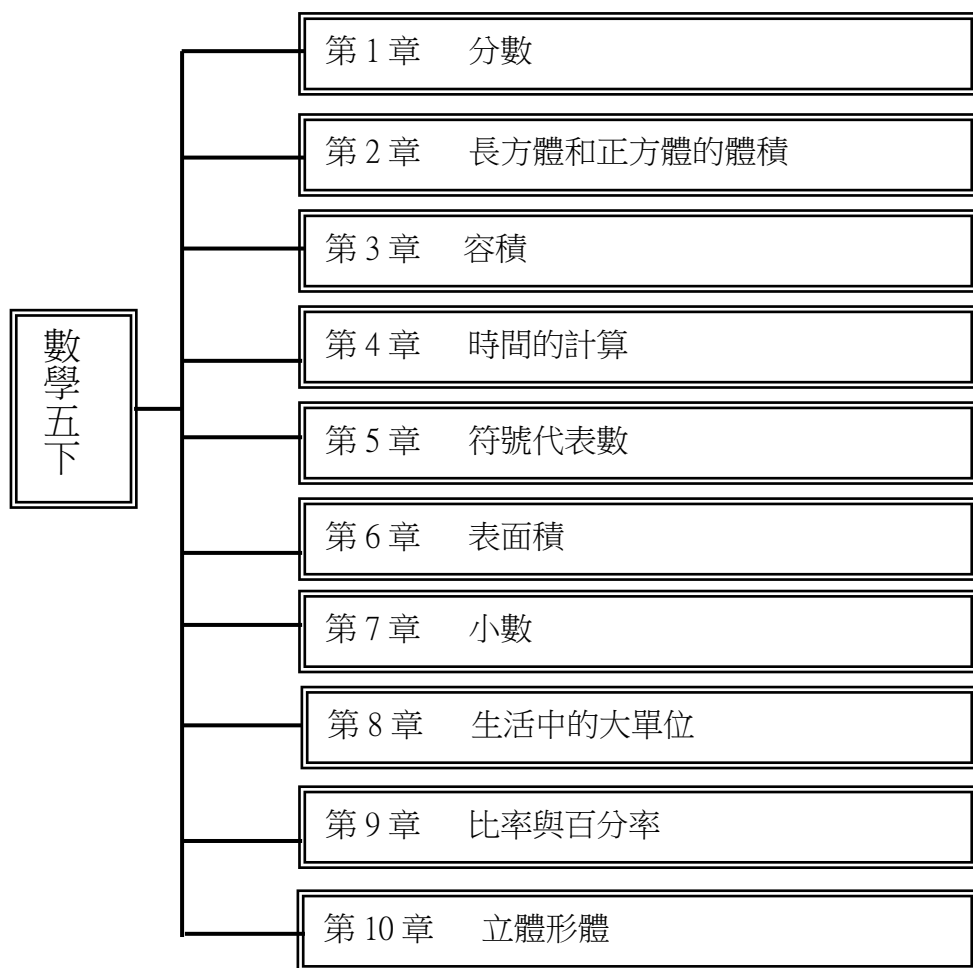 第 1 章 分數
第 2 章 長方體和正方體的體積
第 3 章 容積
第 4 章 時間的計算
數學五下
第 5 章 符號代表數
第 6 章 表面積
第 7 章 小數
第 8 章 生活中的大單位
第 9 章 比率與百分率
第 10 章 立體形體